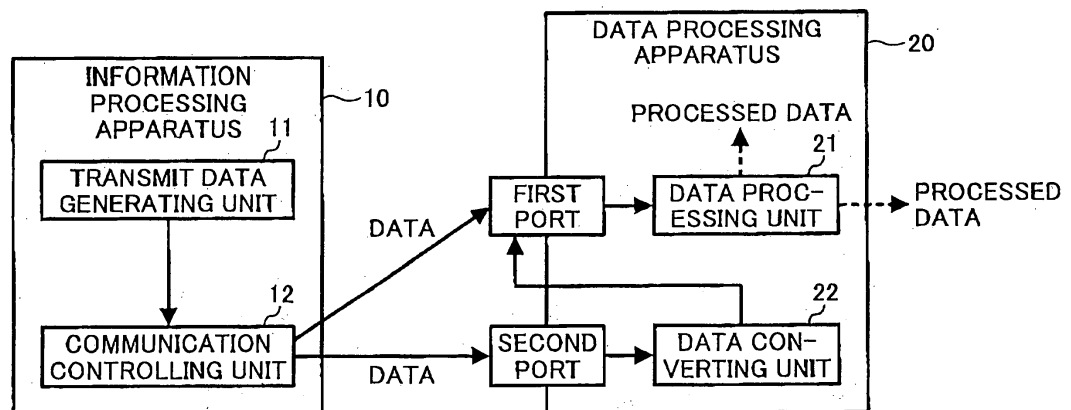 INFORMATION
PROCESSING
APPARATUS
10
11
TRANSMIT DATA
GENERATING UNIT
12
COMMUNICATION
CONTROLLING UNIT
DATA
DATA
DATA PROCESSING
APPARATUS
20
PROCESSED DATA
21
FIRST
PORT
DATA PROC-
ESSING UNIT
PROCESSED
DATA
22
SECOND
PORT
DATA CON-
VERTING UNIT